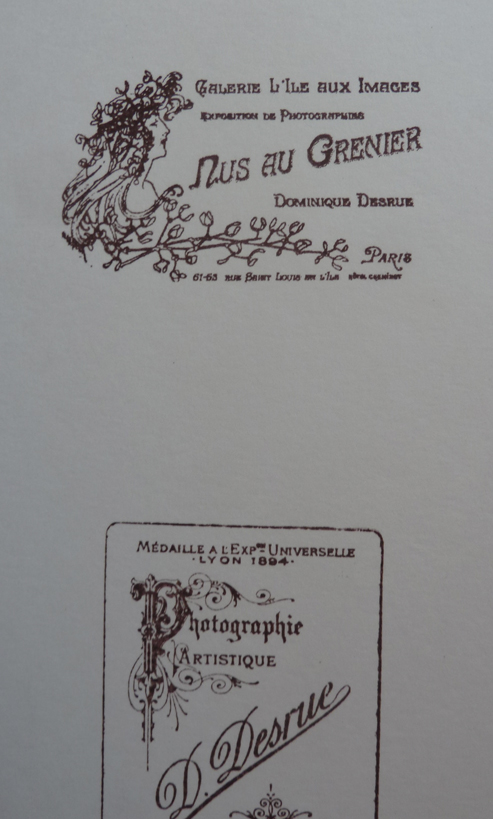 GALERIE L'ILE AUX IMAGES
EXPOSITION DE PHOTOGRAPHIES
NUS AU GRENIER
DOMINIQUE DESRUE
PARIS
61-63 RUE SAINT LOUIS EN L'ILE
MÉDAILLE A L'EXPON UNIVERSELLE
·LYON 1894·
Photographie
ARTISTIQUE
D. Desrue